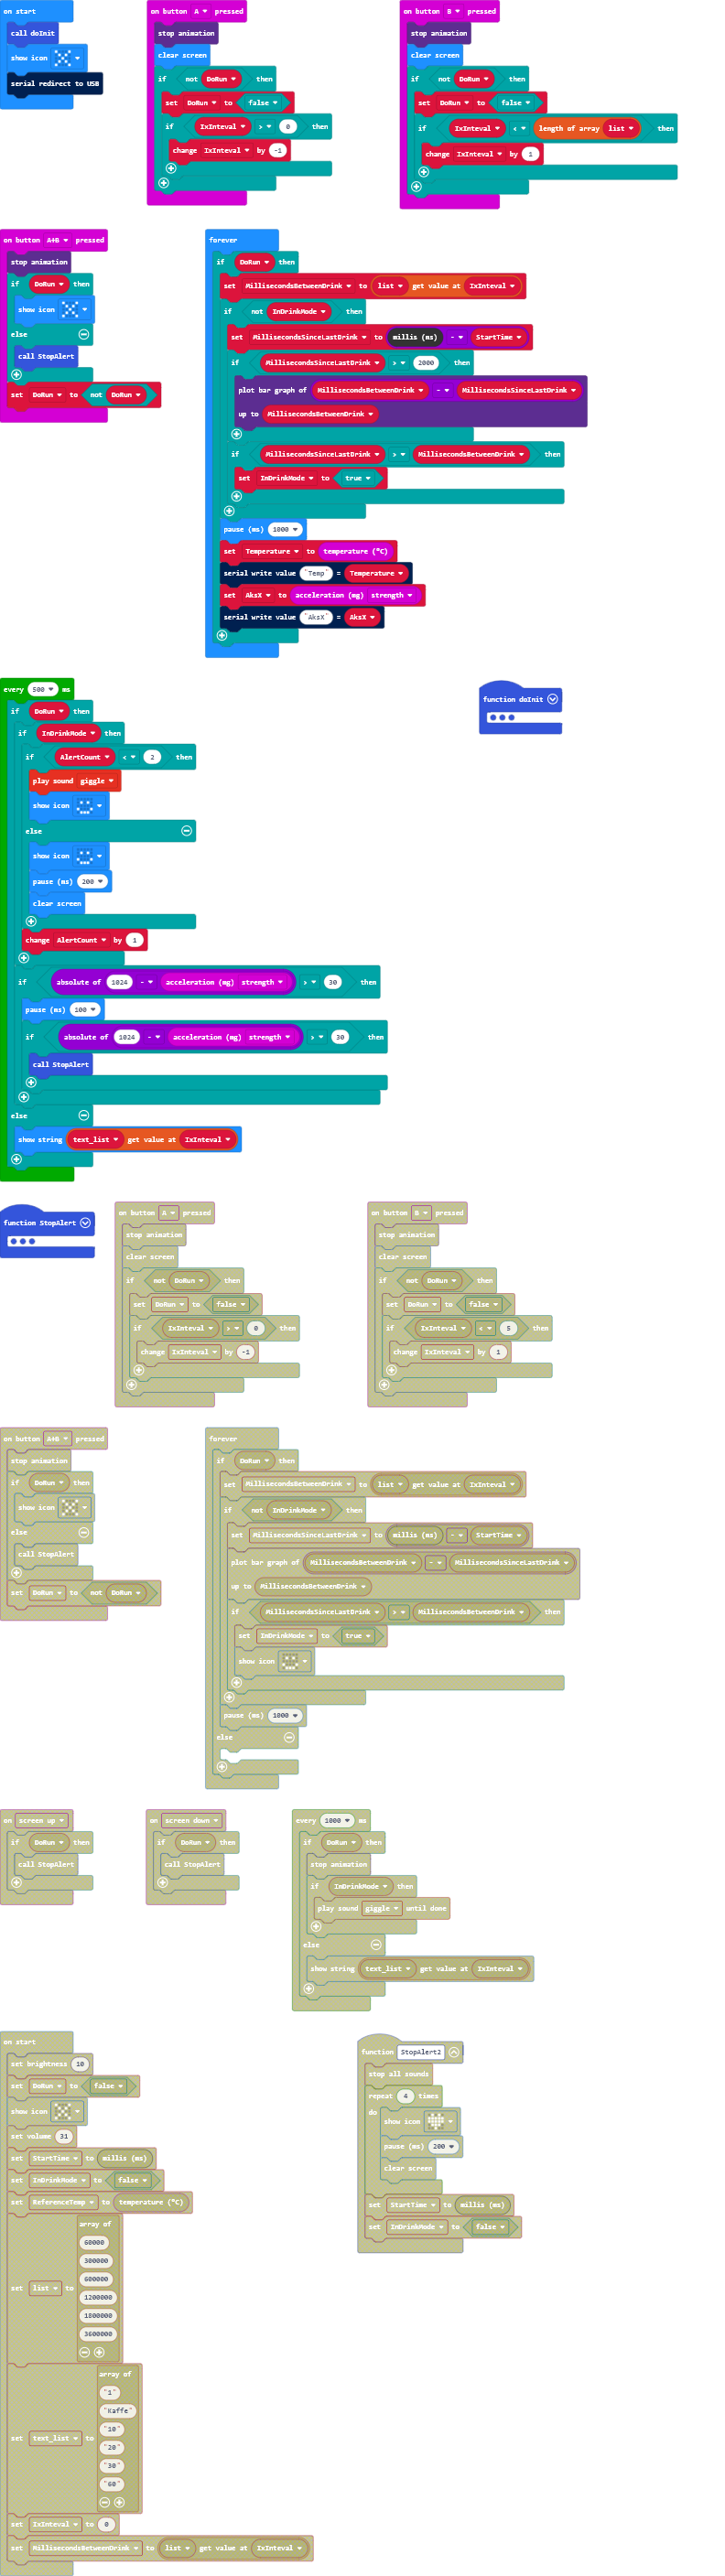 on start
call doInit
show icon
serial redirect to USB
on button A pressed
stop animation
clear screen
if not DoRun then
set DoRun to false
if IxInteval > 0 then
change IxInteval by -1
on button B pressed
stop animation
clear screen
if not DoRun then
set DoRun to false
if IxInteval < length of array list then
change IxInteval by 1
on button A+B pressed
stop animation
if DoRun then
show icon
else
call StopAlert
set DoRun to not DoRun
forever
if DoRun then
set MillisecondsBetweenDrink to list get value at IxInteval
if not InDrinkMode then
set MillisecondsSinceLastDrink to millis (ms) - StartTime
if MillisecondsSinceLastDrink > 2000 then
plot bar graph of MillisecondsBetweenDrink - MillisecondsSinceLastDrink
up to MillisecondsBetweenDrink
if MillisecondsSinceLastDrink > MillisecondsBetweenDrink then
set InDrinkMode to true
pause (ms) 1000
set Temperature to temperature (°C)
serial write value "Temp" = Temperature
set AksX to acceleration (mg) strength
serial write value "AksX" = AksX
every 500 ms
if DoRun then
if InDrinkMode then
if AlertCount < 2 then
play sound giggle
show icon
else
show icon
pause (ms) 200
clear screen
change AlertCount by 1
if absolute of 1024 - acceleration (mg) strength > 30 then
pause (ms) 100
if absolute of 1024 - acceleration (mg) strength > 30 then
call StopAlert
else
show string text_list get value at IxInteval
function doInit
function StopAlert
on button A pressed
stop animation
clear screen
if not DoRun then
set DoRun to false
if IxInteval > 0 then
change IxInteval by -1
on button B pressed
stop animation
clear screen
if not DoRun then
set DoRun to false
if IxInteval < 5 then
change IxInteval by 1
on button A+B pressed
stop animation
if DoRun then
show icon
else
call StopAlert
set DoRun to not DoRun
forever
if DoRun then
set MillisecondsBetweenDrink to list get value at IxInteval
if not InDrinkMode then
set MillisecondsSinceLastDrink to millis (ms) - StartTime
plot bar graph of MillisecondsBetweenDrink - MillisecondsSinceLastDrink
up to MillisecondsBetweenDrink
if MillisecondsSinceLastDrink > MillisecondsBetweenDrink then
set InDrinkMode to true
show icon
pause (ms) 1000
else
on screen up
if DoRun then
call StopAlert
on screen down
if DoRun then
call StopAlert
every 1000 ms
if DoRun then
stop animation
if InDrinkMode then
play sound giggle until done
else
show string text_list get value at IxInteval
on start
set brightness 10
set DoRun to false
show icon
set volume 31
set StartTime to millis (ms)
set InDrinkMode to false
set ReferenceTemp to temperature (°C)
set list to array of
60000
300000
600000
1200000
1800000
3600000
set text_list to array of
"1"
"Kaffe"
"10"
"20"
"30"
"60"
set IxInteval to 0
set MillisecondsBetweenDrink to list get value at IxInteval
function StopAlert2
stop all sounds
repeat 4 times
do
show icon
pause (ms) 200
clear screen
set StartTime to millis (ms)
set InDrinkMode to false